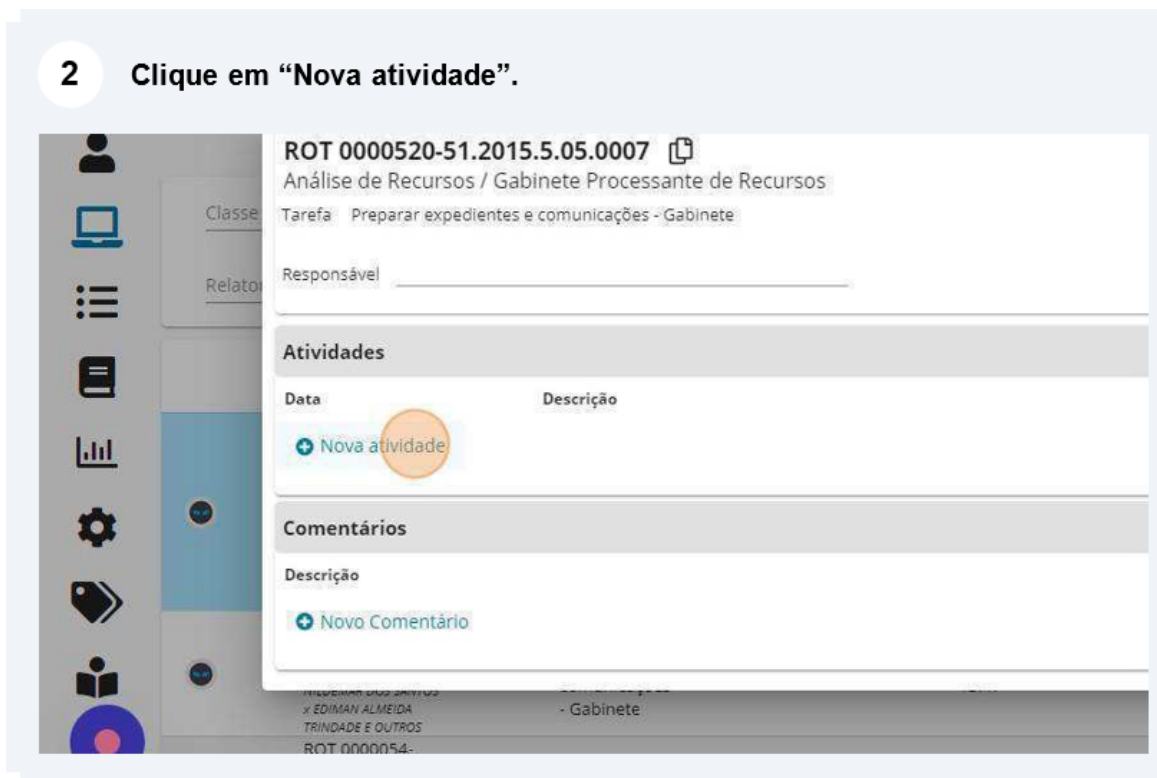 2 Clique em “Nova atividade”.
ROT 0000520-51.2015.5.05.0007
Análise de Recursos / Gabinete Processante de Recursos
Classe
Tarefa Preparar expedientes e comunicações - Gabinete
Relator
Responsável
Atividades
Data Descrição
Nova atividade
Comentários
Descrição
Novo Comentário
x EDIMAN ALMEIDA
- Gabinete
TRINDADE E OUTROS
ROT 0000054-